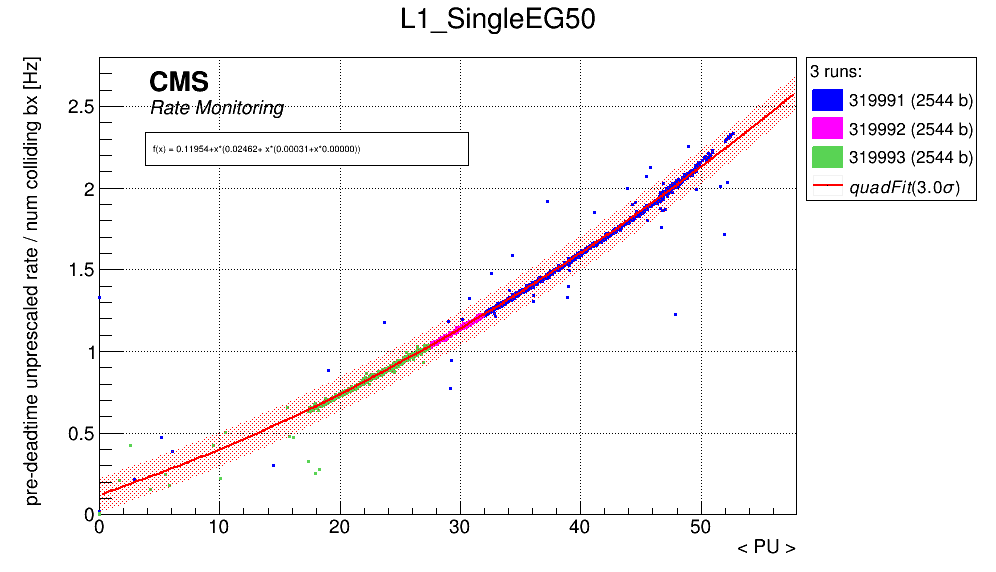 L1_SingleEG50
pre-deadtime unprescaled rate / num colliding bx [Hz]
CMS
Rate Monitoring
f(x) = 0.11954+x*(0.02462+ x*(0.00031+x*0.00000))
2.5
2
1.5
1
0.5
0
0 10 20 30 40 50
< PU >
3 runs:
319991 (2544 b)
319992 (2544 b)
319993 (2544 b)
quadFit(3.0σ)